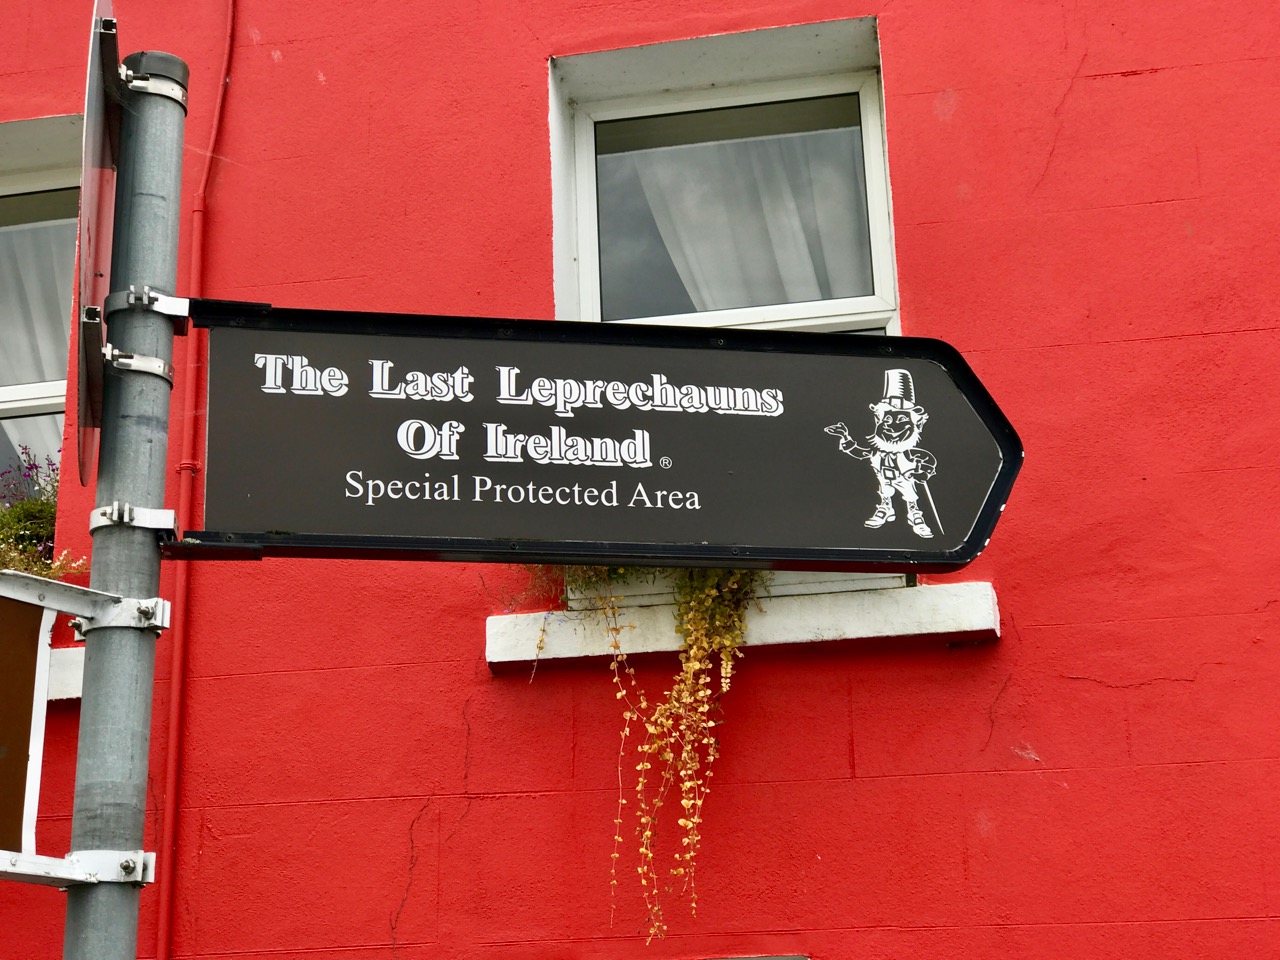 The Last Leprechauns
Of Ireland ®
Special Protected Area